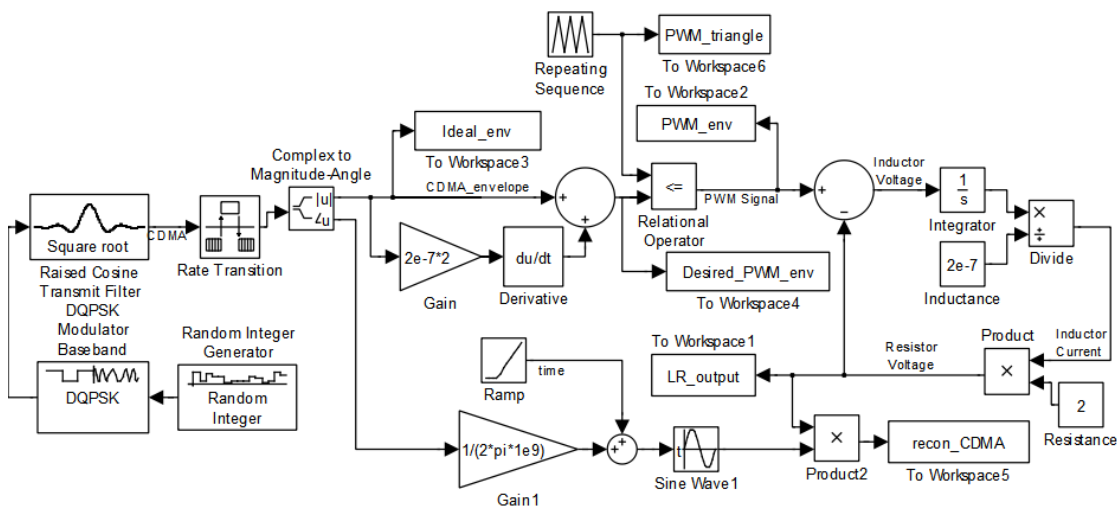 PWM_triangle
Repeating
Sequence
To Workspace6
To Workspace2
PWM_env
Ideal_env
To Workspace3
Complex to
Magnitude-Angle
|u|
∠u
CDMA_envelope
+
+
<=
Relational
Operator
PWM Signal
+
−
Inductor
Voltage
1
s
Integrator
×
÷
Divide
2e-7
Inductance
Square root
CDMA
Raised Cosine
Transmit Filter
Rate Transition
2e-7*2
Gain
du/dt
Derivative
Desired_PWM_env
To Workspace4
DQPSK
Modulator
Baseband
DQPSK
Random Integer
Generator
Random
Integer
Ramp
time
To Workspace1
LR_output
Resistor
Voltage
Product
×
Inductor
Current
2
Resistance
1/(2*pi*1e9)
Gain1
+
+
t
Sine Wave1
×
Product2
recon_CDMA
To Workspace5